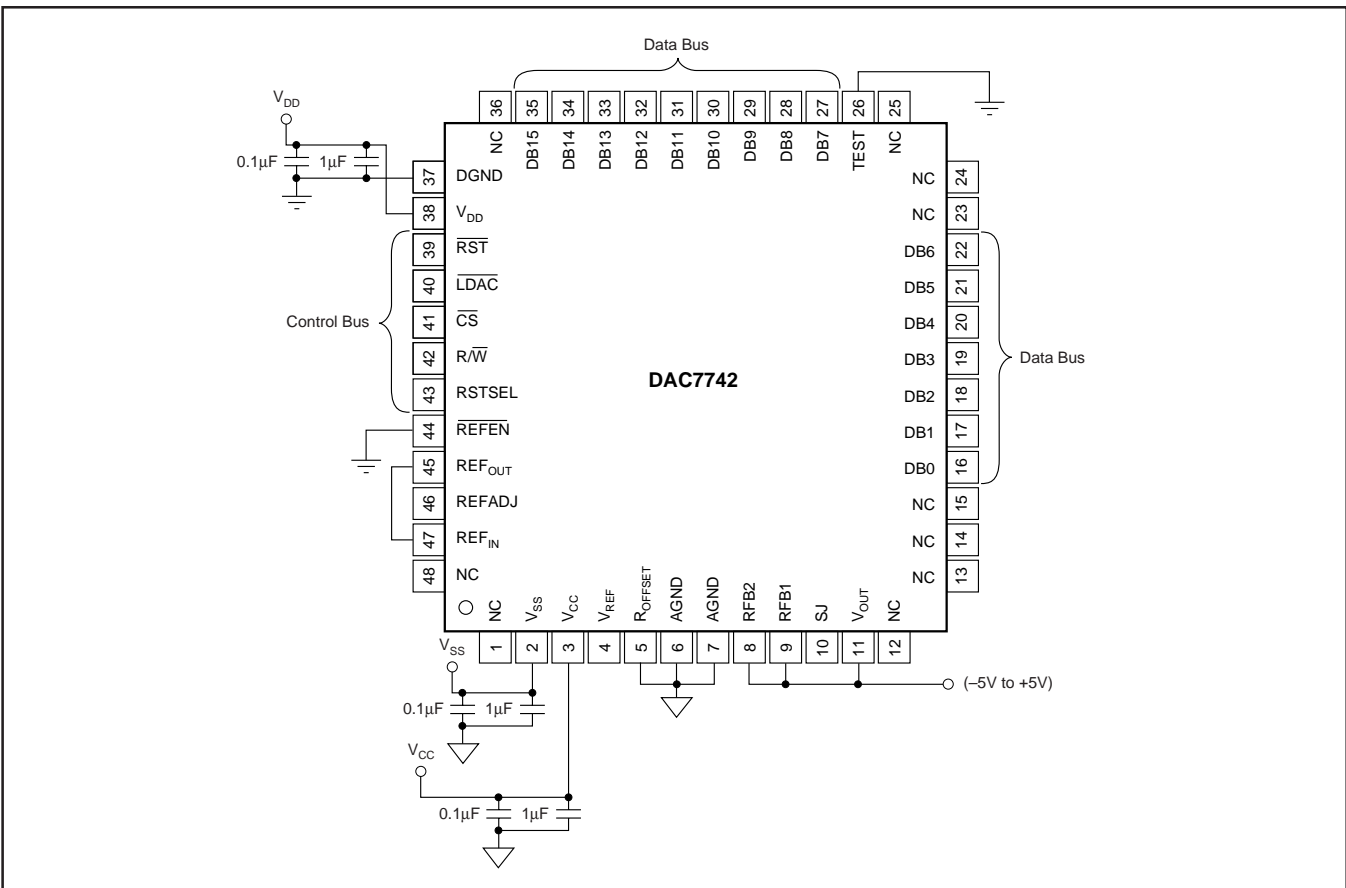 Data Bus
36 35 34 33 32 31 30 29 28 27 26 25
NC DB15 DB14 DB13 DB12 DB11 DB10 DB9 DB8 DB7 TEST NC
V_DD
0.1μF 1μF
37 DGND
38 V_DD
39 R̅S̅T̅
40 L̅D̅A̅C̅
41 C̅S̅
42 R/W̅
43 RSTSEL
44 R̅E̅F̅E̅N̅
45 REF_OUT
46 REFADJ
47 REF_IN
48 NC
Control Bus
DAC7742
NC 24
NC 23
DB6 22
DB5 21
DB4 20
DB3 19
DB2 18
DB1 17
DB0 16
NC 15
NC 14
NC 13
Data Bus
NC V_SS V_CC V_REF R_OFFSET AGND AGND RFB2 RFB1 SJ V_OUT NC
1 2 3 4 5 6 7 8 9 10 11 12
V_SS
0.1μF 1μF
(–5V to +5V)
V_CC
0.1μF 1μF